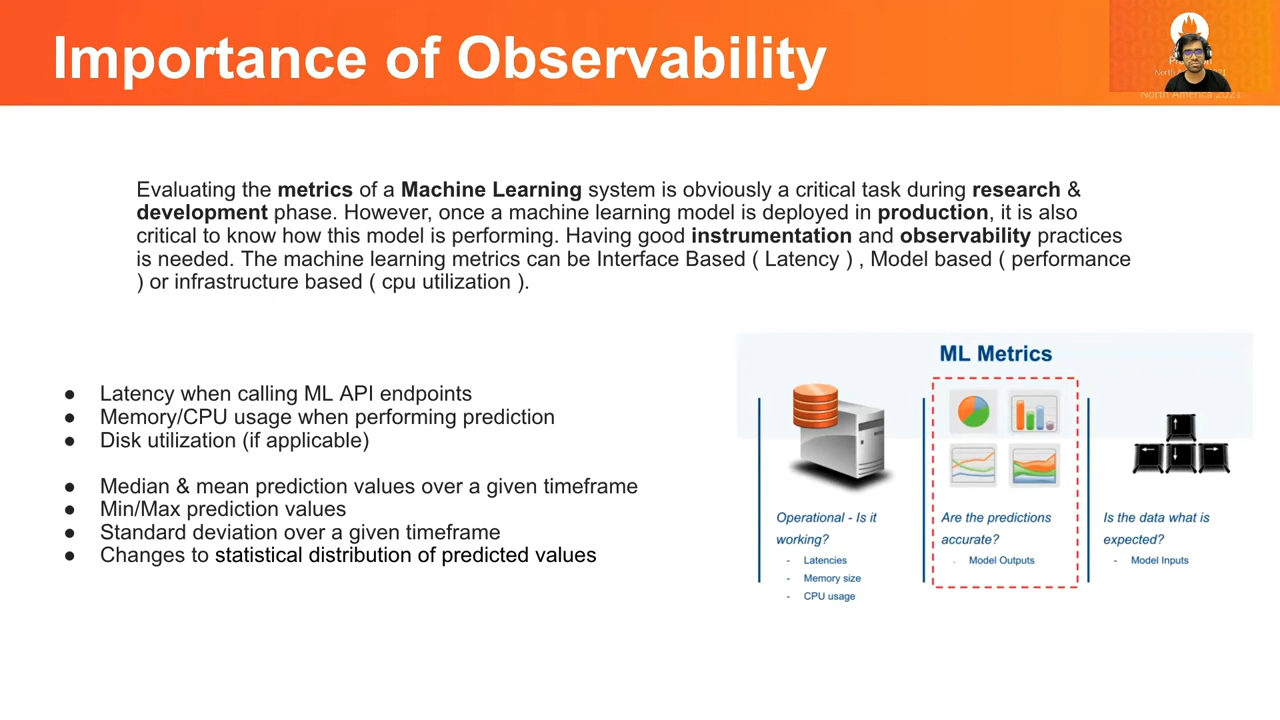 Importance of Observability
North America 2021
Evaluating the metrics of a Machine Learning system is obviously a critical task during research &
development phase. However, once a machine learning model is deployed in production, it is also
critical to know how this model is performing. Having good instrumentation and observability practices
is needed. The machine learning metrics can be Interface Based ( Latency ) , Model based ( performance
) or infrastructure based ( cpu utilization ).
● Latency when calling ML API endpoints
● Memory/CPU usage when performing prediction
● Disk utilization (if applicable)
● Median & mean prediction values over a given timeframe
● Min/Max prediction values
● Standard deviation over a given timeframe
● Changes to statistical distribution of predicted values
ML Metrics
Operational - Is it
working?
- Latencies
- Memory size
- CPU usage
Are the predictions
accurate?
- Model Outputs
Is the data what is
expected?
- Model Inputs